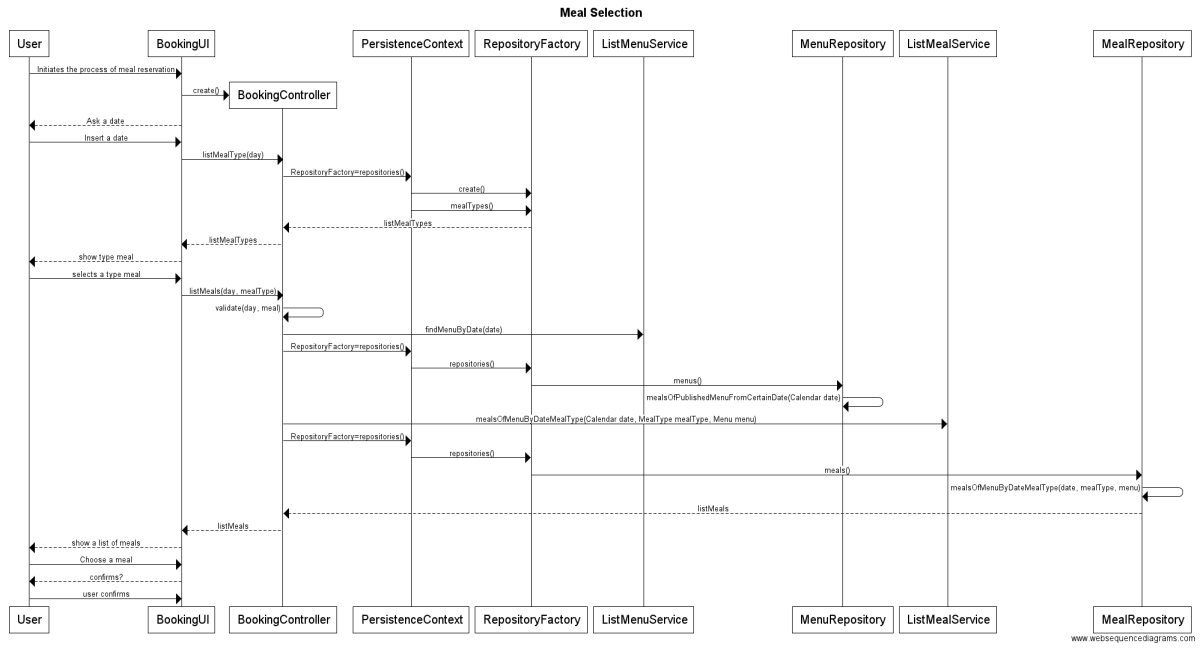 Meal Selection
User BookingUI PersistenceContext RepositoryFactory ListMenuService MenuRepository ListMealService MealRepository
Initiates the process of meal reservation
create()
BookingController
Ask a date
Insert a date
listMealType(day)
RepositoryFactory=repositories()
create()
mealTypes()
listMealTypes
listMealTypes
show type meal
selects a type meal
listMeals(day, mealType)
validate(day, meal)
findMenuByDate(date)
RepositoryFactory=repositories()
repositories()
menus()
mealsOfPublishedMenuFromCertainDate(Calendar date)
mealsOfMenuByDateMealType(Calendar date, MealType mealType, Menu menu)
RepositoryFactory=repositories()
repositories()
meals()
mealsOfMenuByDateMealType(date, mealType, menu)
listMeals
listMeals
show a list of meals
Choose a meal
confirms?
user confirms
User BookingUI BookingController PersistenceContext RepositoryFactory ListMenuService MenuRepository ListMealService MealRepository
www.websequencediagrams.com